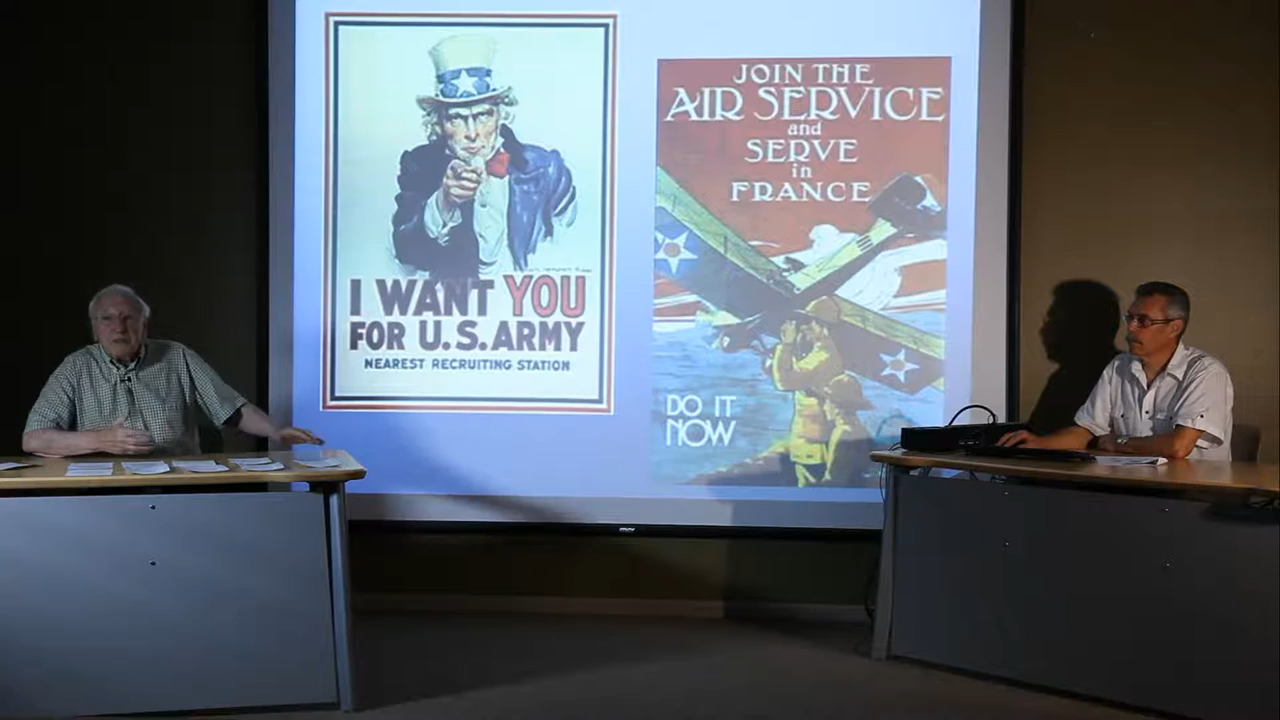 I WANT YOU
FOR U.S. ARMY
NEAREST RECRUITING STATION
JOIN THE
AIR SERVICE
and
SERVE
in
FRANCE
DO IT
NOW